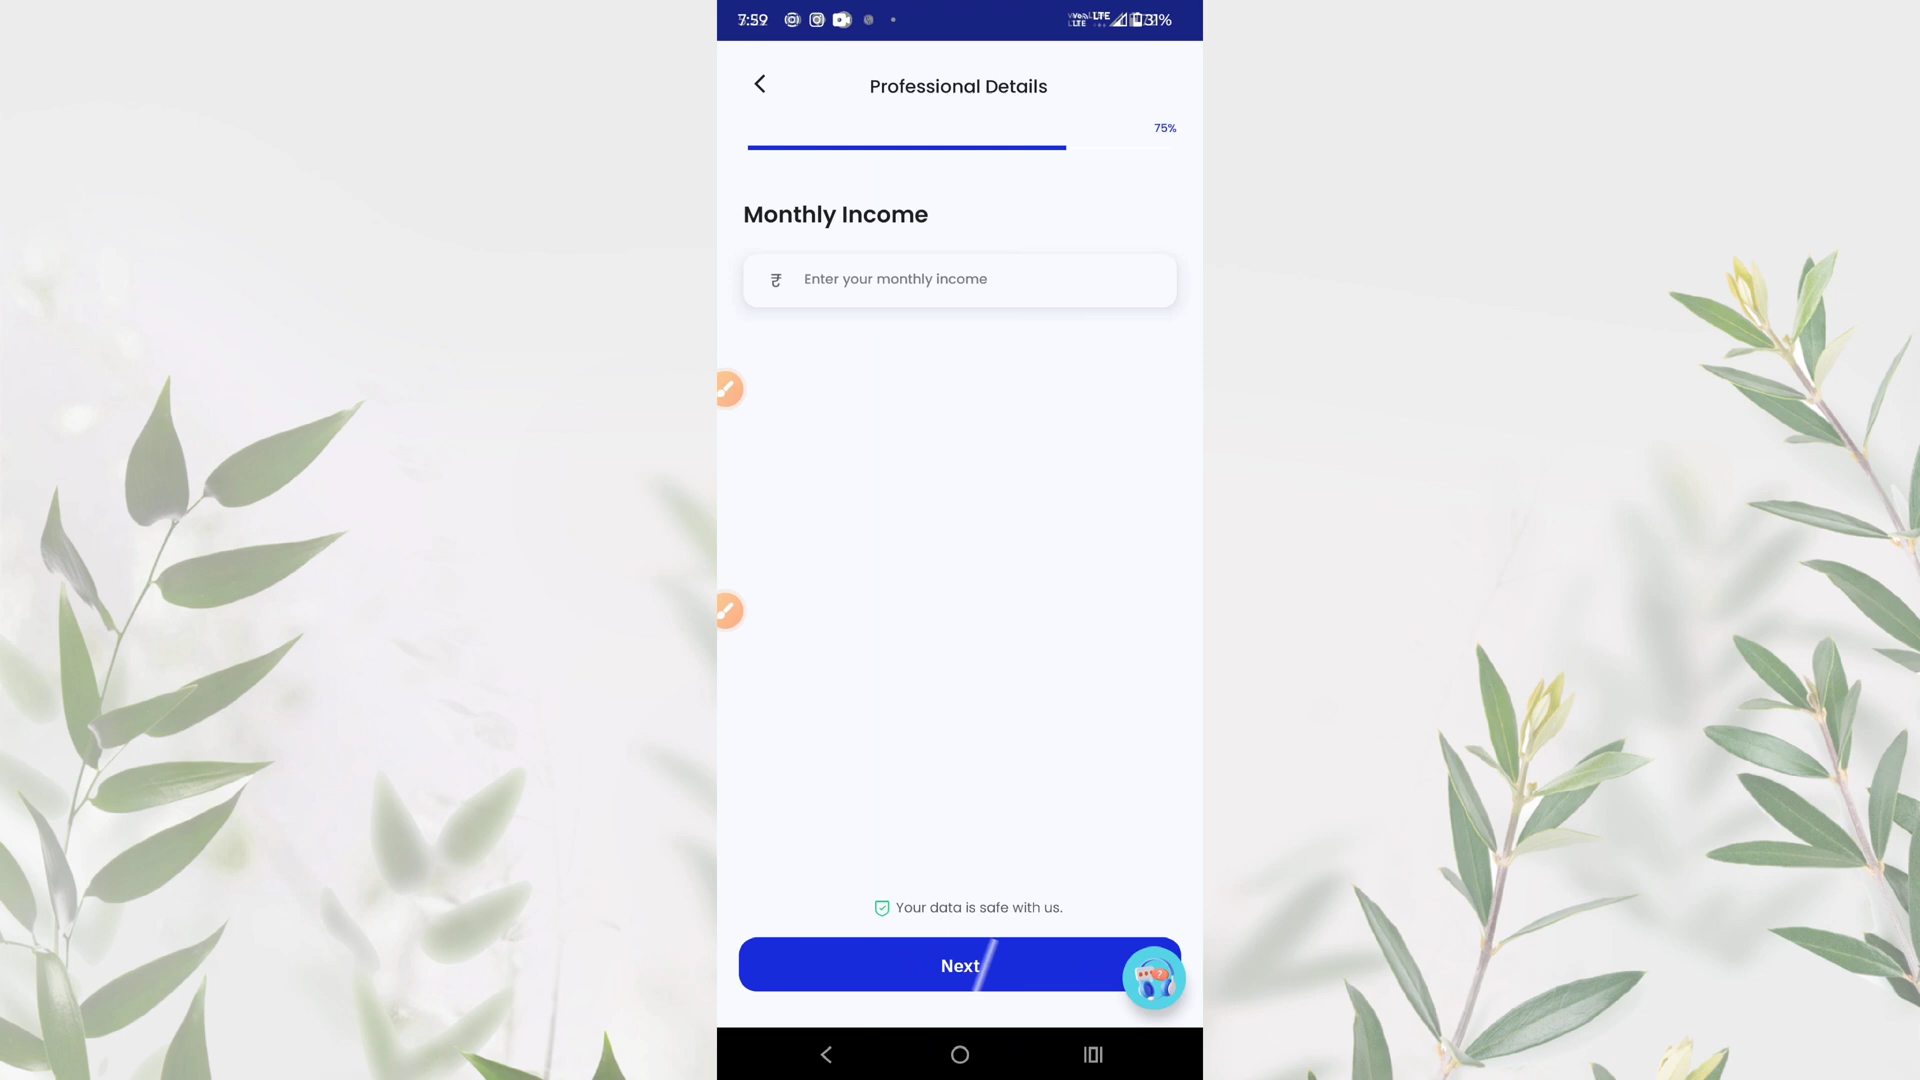 7:59
LTE 31%
Professional Details
75%
Monthly Income
₹ Enter your monthly income
Your data is safe with us.
Next